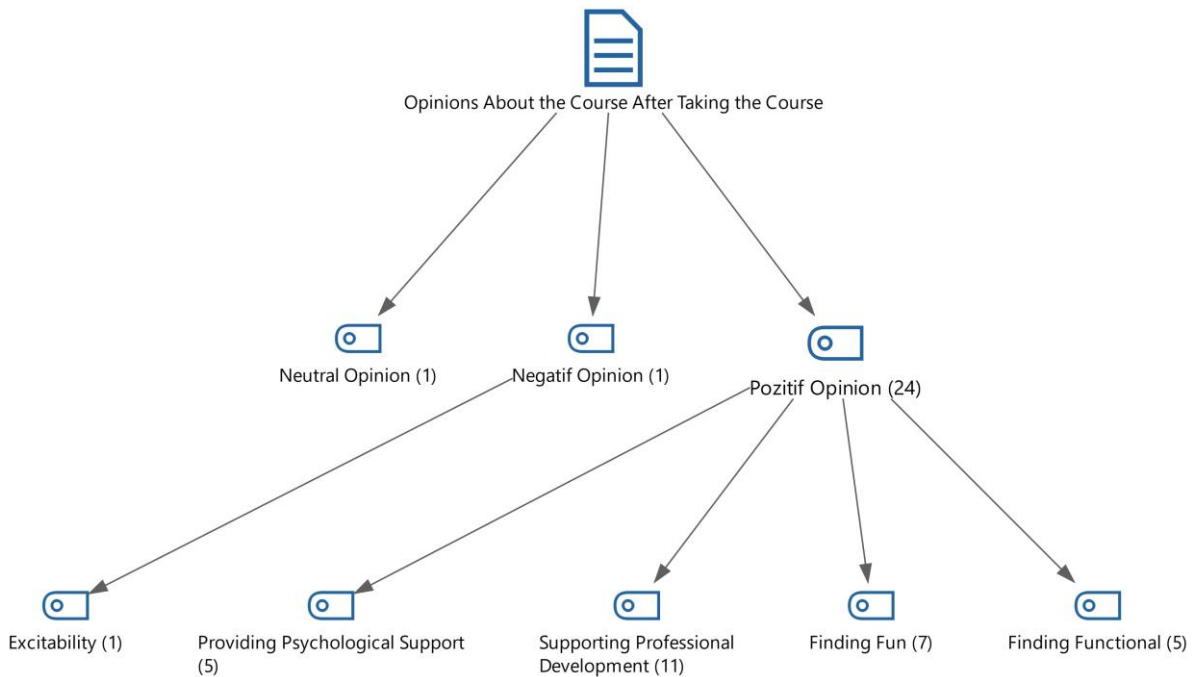 Opinions About the Course After Taking the Course
Neutral Opinion (1)
Negatif Opinion (1)
Pozitif Opinion (24)
Excitability (1)
Providing Psychological Support
(5)
Supporting Professional
Development (11)
Finding Fun (7)
Finding Functional (5)